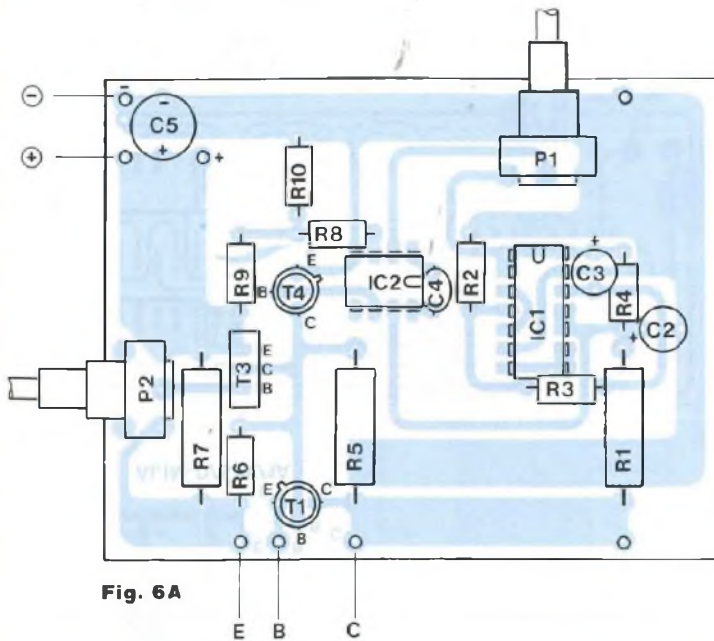 P1
⊖
-
-
C5
+
⊕
+
R10
R8
R9
E
B
T4
C
IC2
C4
R2
IC1
+
C3
R4
+
C2
P2
E
T3
C
B
R7
R6
R5
R3
R1
E
T1
C
B
Fig. 6A
E
B
C